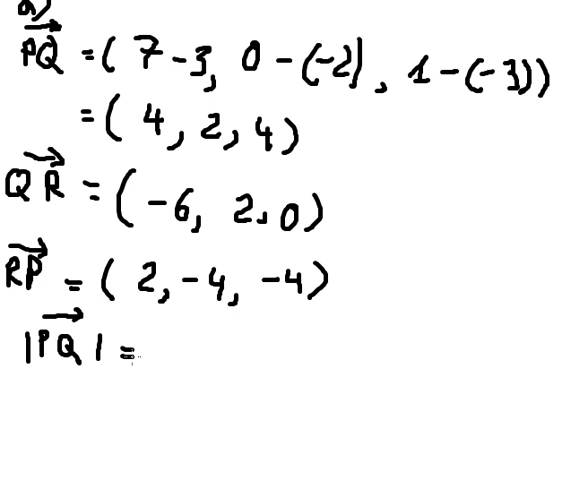 a)
PQ = ( 7 - 3, 0 - (-2), 1 - (-3))
= ( 4, 2, 4)
QR = (-6, 2, 0)
RP = ( 2, -4, -4)
|PQ| =